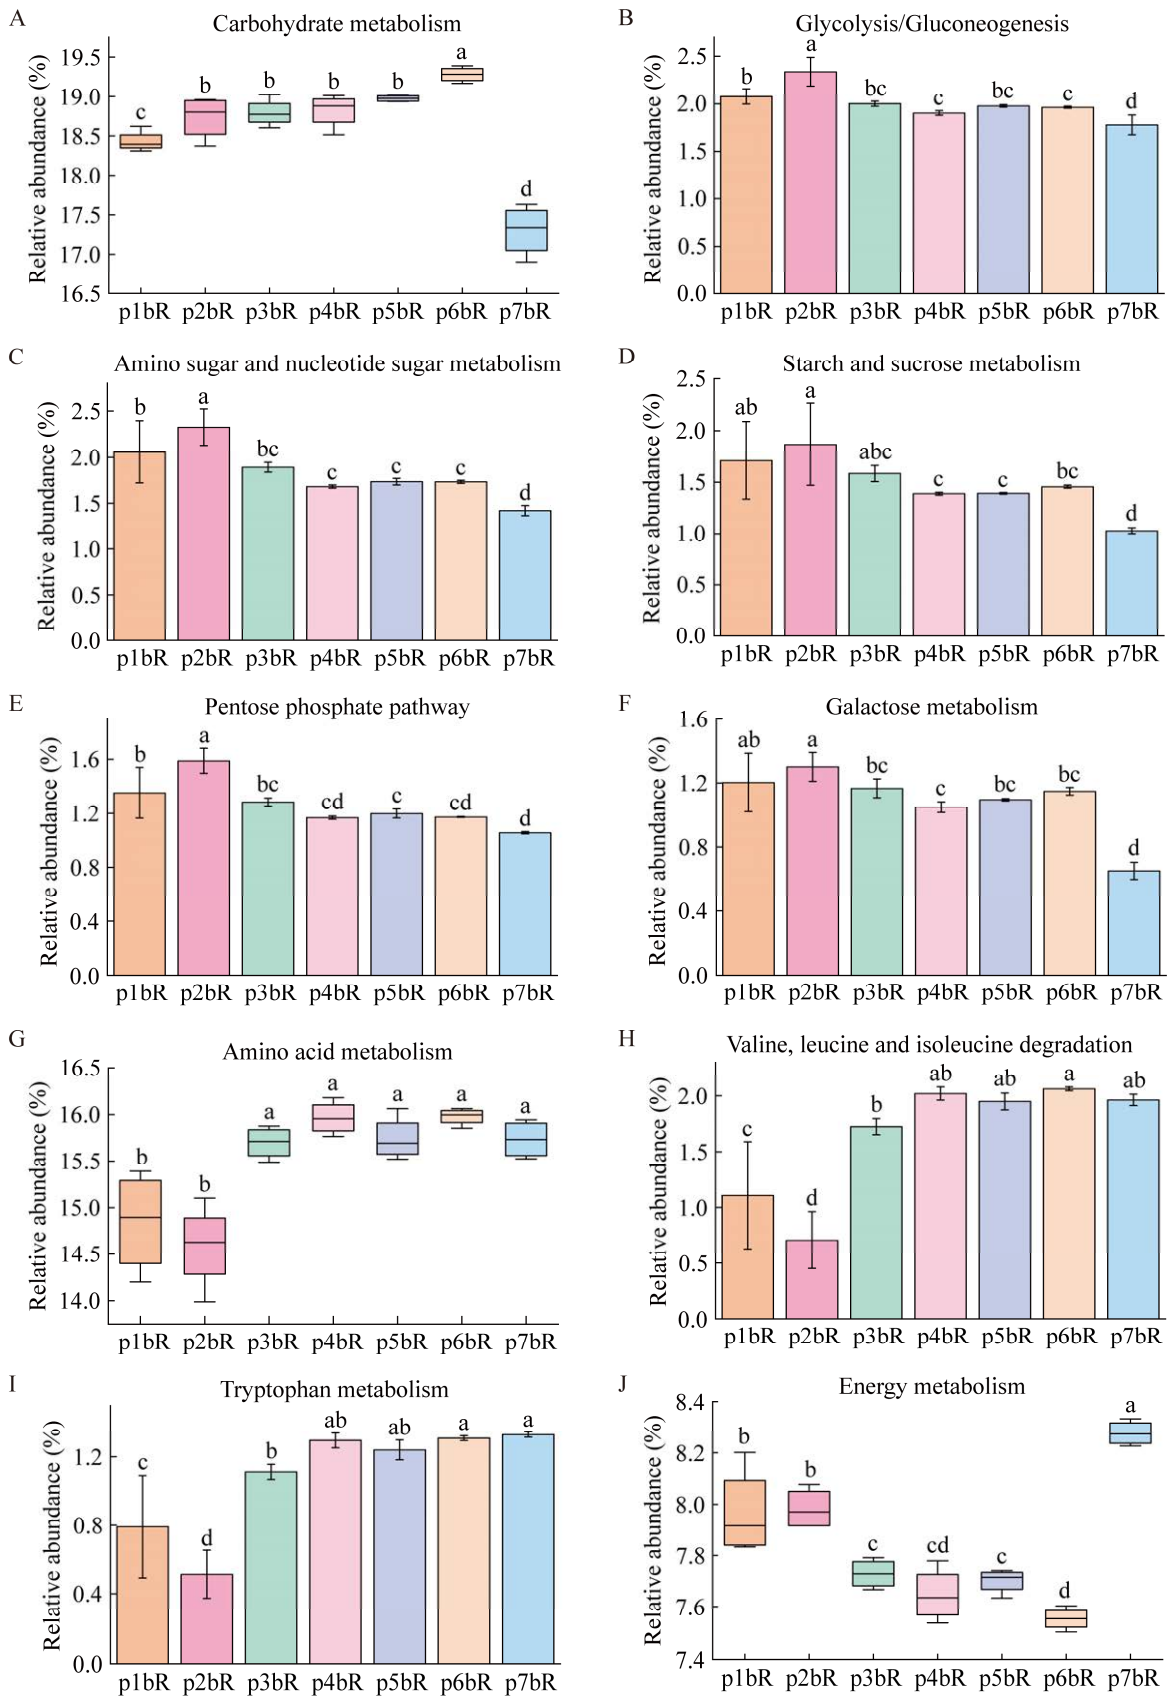 A
Carbohydrate metabolism
Relative abundance (%)
19.5
19.0
18.5
18.0
17.5
17.0
16.5
c b b b b a d
p1bR p2bR p3bR p4bR p5bR p6bR p7bR
B
Glycolysis/Gluconeogenesis
Relative abundance (%)
2.5
2.0
1.5
1.0
0.5
0.0
b a bc c bc c d
p1bR p2bR p3bR p4bR p5bR p6bR p7bR
C
Amino sugar and nucleotide sugar metabolism
Relative abundance (%)
2.5
2.0
1.5
1.0
0.5
0.0
b a bc c c c d
p1bR p2bR p3bR p4bR p5bR p6bR p7bR
D
Starch and sucrose metabolism
Relative abundance (%)
2.5
2.0
1.5
1.0
0.5
0.0
ab a abc c c bc d
p1bR p2bR p3bR p4bR p5bR p6bR p7bR
E
Pentose phosphate pathway
Relative abundance (%)
1.6
1.2
0.8
0.4
0.0
b a bc cd c cd d
p1bR p2bR p3bR p4bR p5bR p6bR p7bR
F
Galactose metabolism
Relative abundance (%)
1.6
1.2
0.8
0.4
0.0
ab a bc c bc bc d
p1bR p2bR p3bR p4bR p5bR p6bR p7bR
G
Amino acid metabolism
Relative abundance (%)
16.5
16.0
15.5
15.0
14.5
14.0
b b a a a a a
p1bR p2bR p3bR p4bR p5bR p6bR p7bR
H
Valine, leucine and isoleucine degradation
Relative abundance (%)
2.0
1.5
1.0
0.5
0.0
c d b ab ab a ab
p1bR p2bR p3bR p4bR p5bR p6bR p7bR
I
Tryptophan metabolism
Relative abundance (%)
1.2
0.8
0.4
0.0
c d b ab ab a a
p1bR p2bR p3bR p4bR p5bR p6bR p7bR
J
Energy metabolism
Relative abundance (%)
8.4
8.2
8.0
7.8
7.6
7.4
b b c cd c d a
p1bR p2bR p3bR p4bR p5bR p6bR p7bR